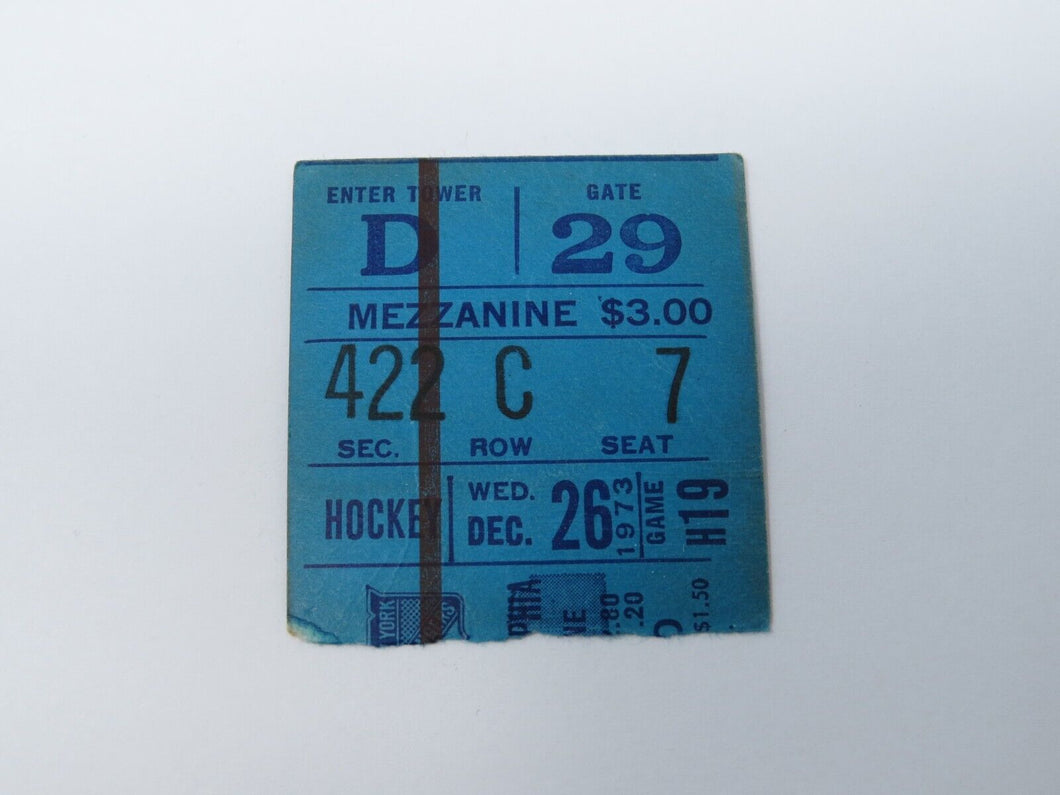 ENTER TOWER GATE
D 29
MEZZANINE $3.00
422 C 7
SEC. ROW SEAT
HOCKEY WED. DEC. 26 1973 GAME H19
YORK
$1.50